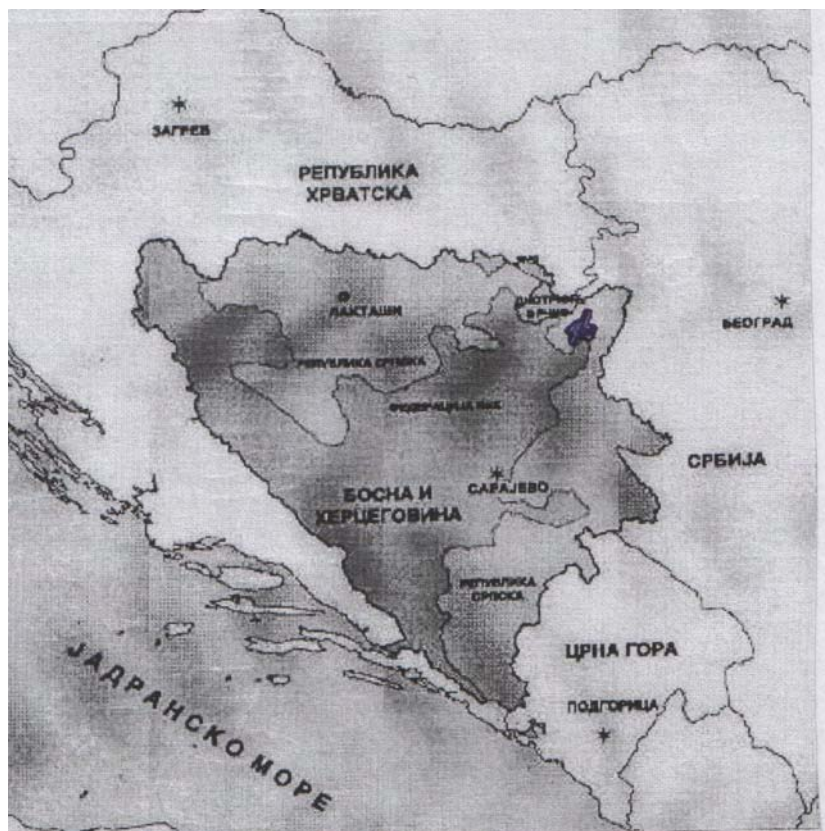 ЗАГРЕБ
РЕПУБЛИКА
ХРВАТСКА
ЛАКТАШИ
БЕОГРАД
РЕПУБЛИКА СРПСКА
ФЕДЕРАЦИЈА БИХ
СРБИЈА
САРАЈЕВО
БОСНА И
ХЕРЦЕГОВИНА
РЕПУБЛИКА
СРПСКА
ЦРНА ГОРА
ПОДГОРИЦА
ЈАДРАНСКО МОРЕ